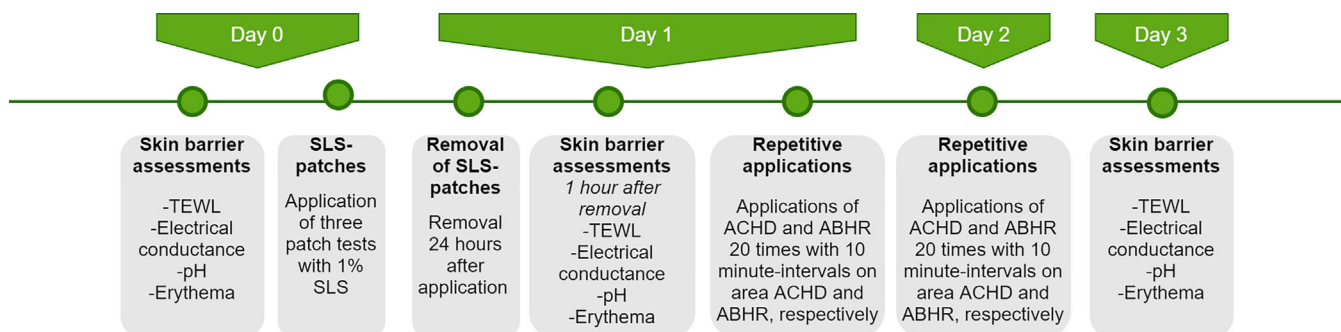 Day 0
Day 1
Day 2
Day 3
Skin barrier
assessments
-TEWL
-Electrical
conductance
-pH
-Erythema
SLS-
patches
Application
of three
patch tests
with 1%
SLS
Removal
of SLS-
patches
Removal
24 hours
after
application
Skin barrier
assessments
1 hour after
removal
-TEWL
-Electrical
conductance
-pH
-Erythema
Repetitive
applications
Applications of
ACHD and ABHR
20 times with 10
minute-intervals on
area ACHD and
ABHR, respectively
Repetitive
applications
Applications of
ACHD and ABHR
20 times with 10
minute-intervals on
area ACHD and
ABHR, respectively
Skin barrier
assessments
-TEWL
-Electrical
conductance
-pH
-Erythema